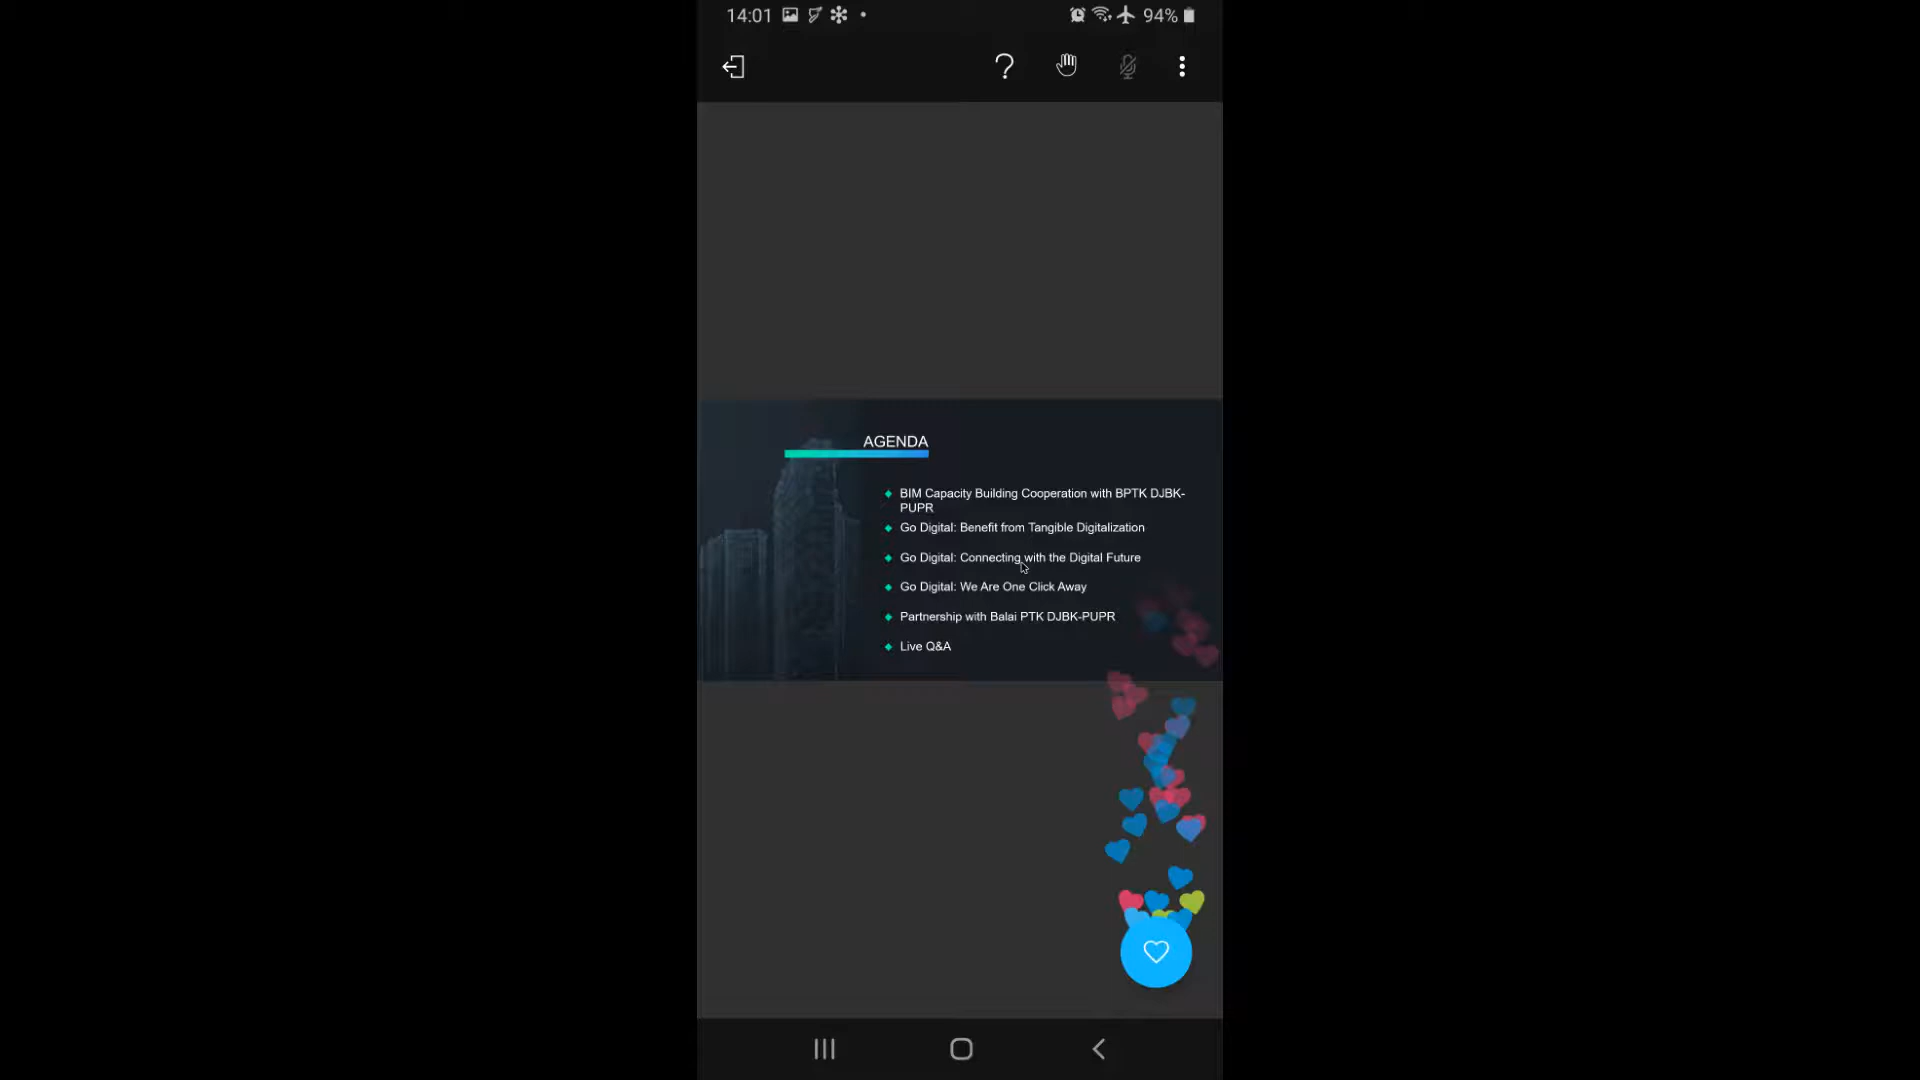 14:01
94%
AGENDA
BIM Capacity Building Cooperation with BPTK DJBK-
PUPR
Go Digital: Benefit from Tangible Digitalization
Go Digital: Connecting with the Digital Future
Go Digital: We Are One Click Away
Partnership with Balai PTK DJBK-PUPR
Live Q&A